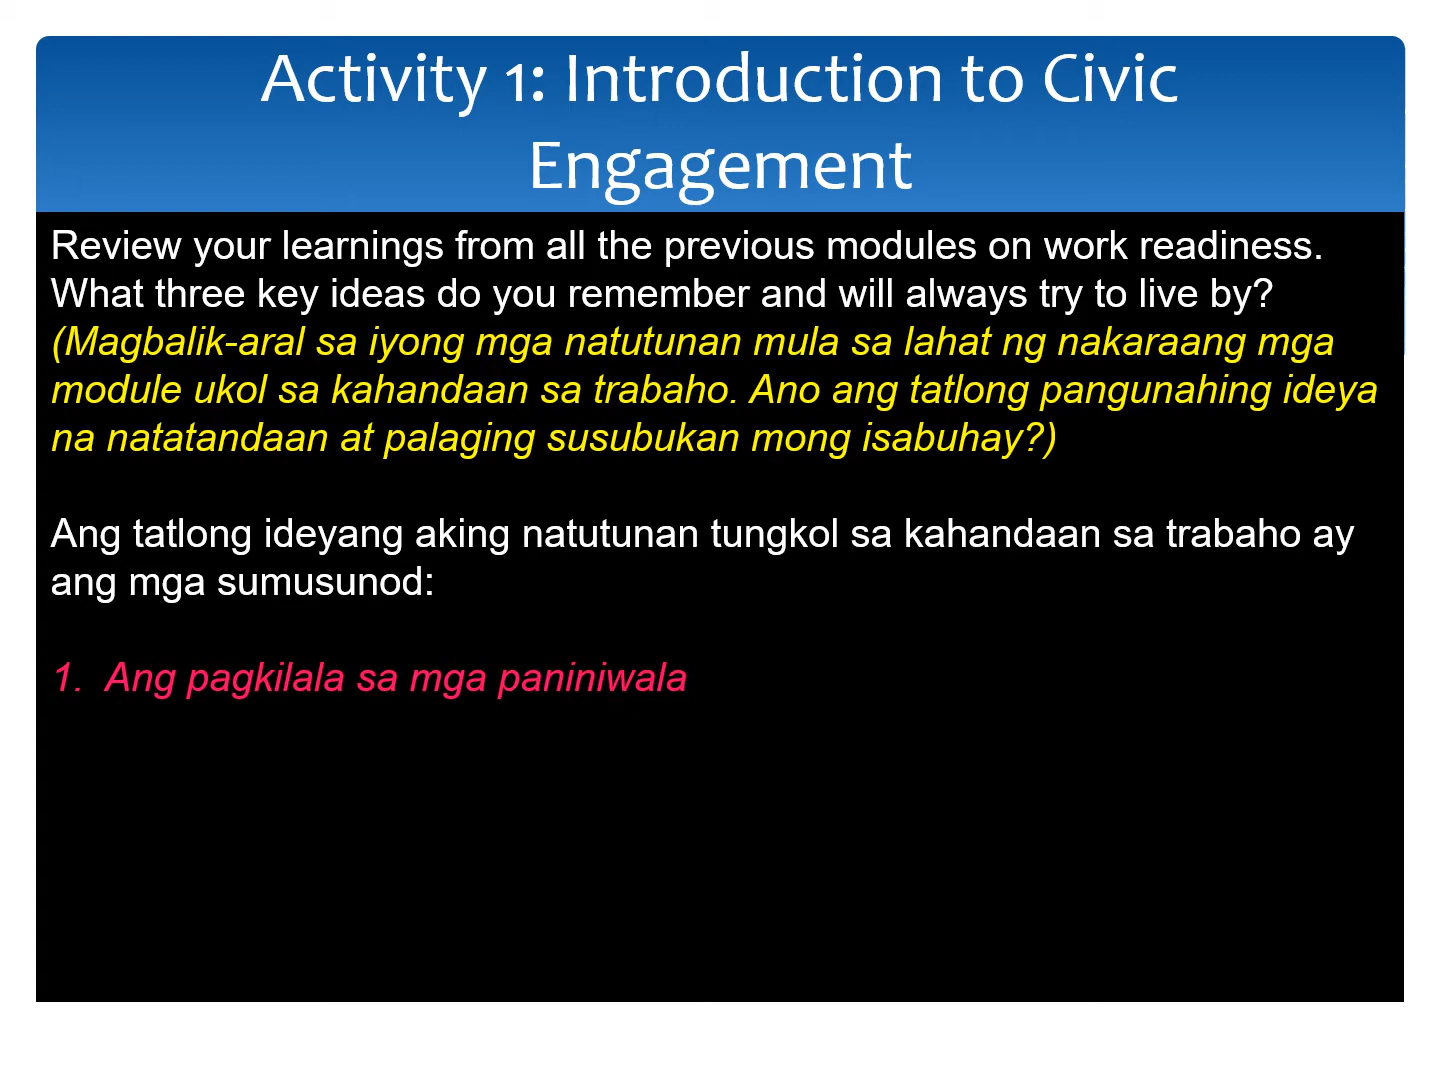 Activity 1: Introduction to Civic
Engagement
Review your learnings from all the previous modules on work readiness.
What three key ideas do you remember and will always try to live by?
(Magbalik-aral sa iyong mga natutunan mula sa lahat ng nakaraang mga
module ukol sa kahandaan sa trabaho. Ano ang tatlong pangunahing ideya
na natatandaan at palaging susubukan mong isabuhay?)
Ang tatlong ideyang aking natutunan tungkol sa kahandaan sa trabaho ay
ang mga sumusunod:
1. Ang pagkilala sa mga paniniwala